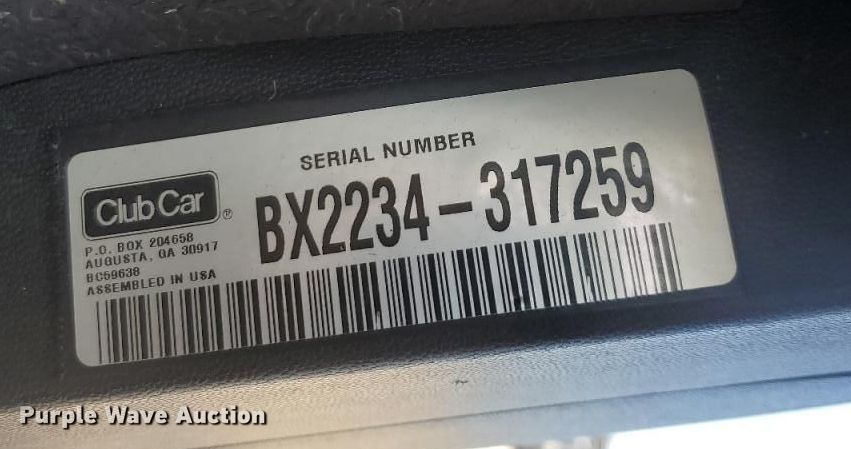 SERIAL NUMBER
Club Car®
BX2234-317259
P.O. BOX 204658
AUGUSTA, GA 30917
BC59638
ASSEMBLED IN USA
Purple Wave Auction